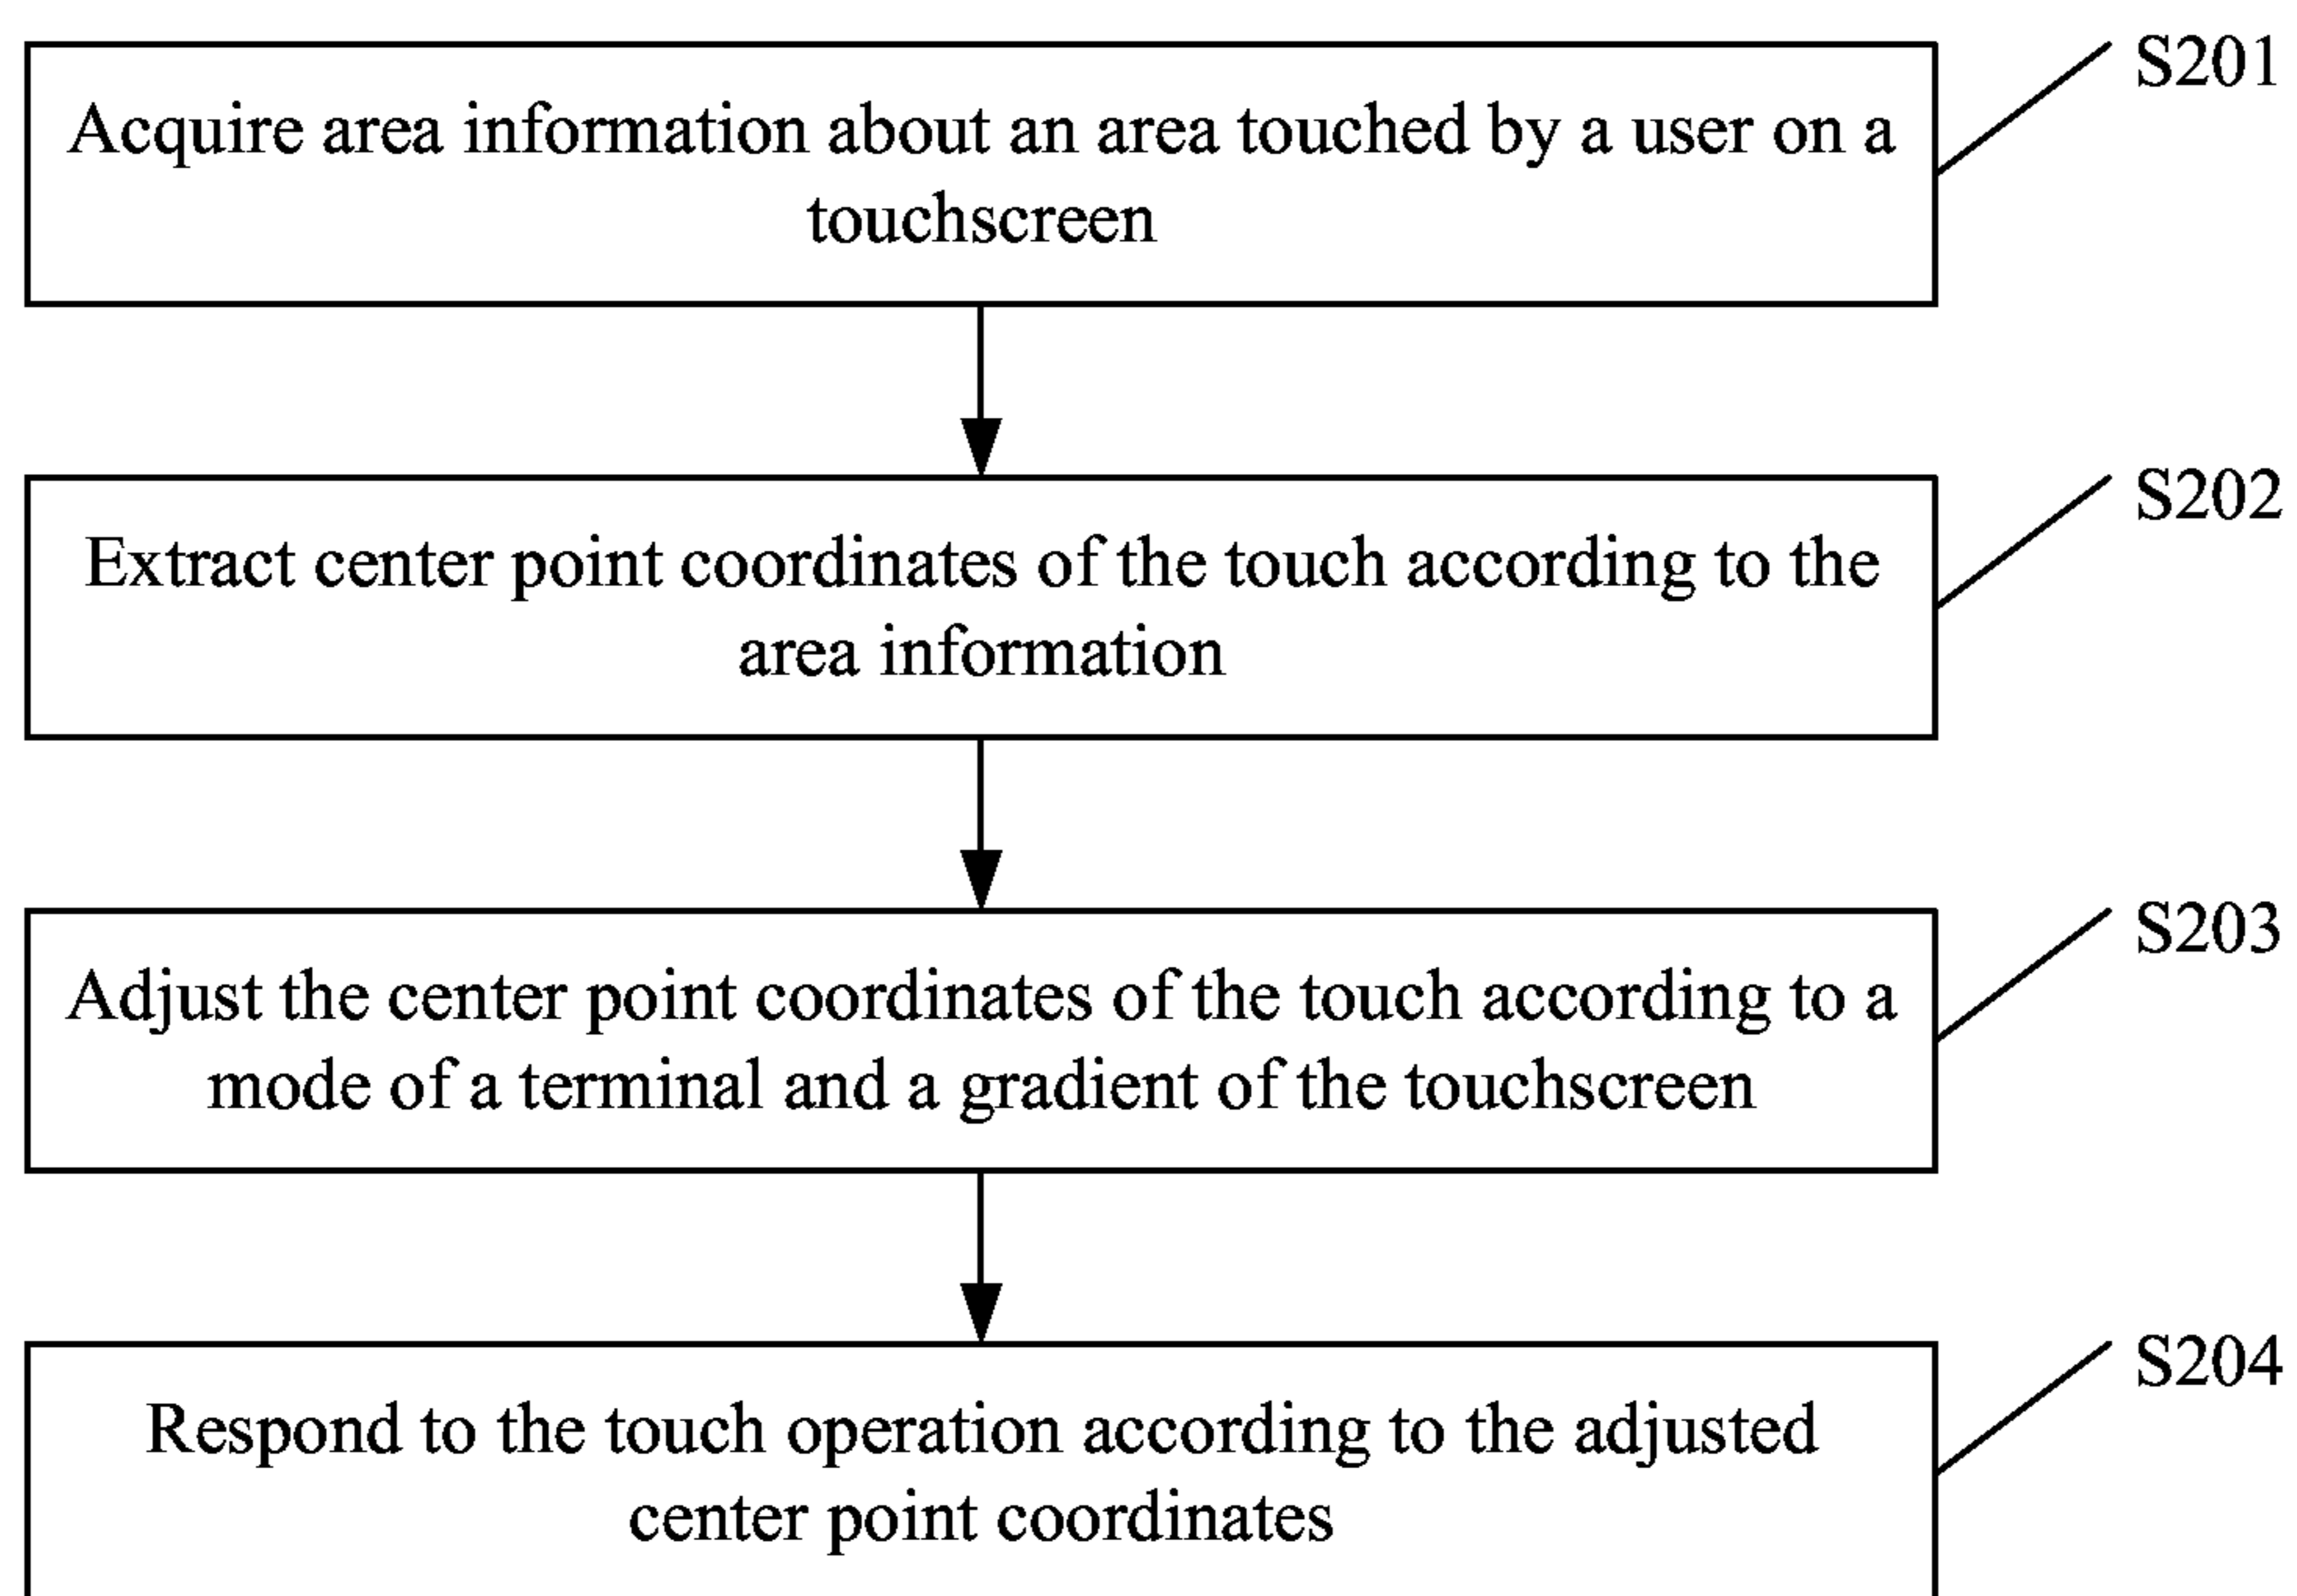 Acquire area information about an area touched by a user on a
touchscreen
S201
Extract center point coordinates of the touch according to the
area information
S202
Adjust the center point coordinates of the touch according to a
mode of a terminal and a gradient of the touchscreen
S203
Respond to the touch operation according to the adjusted
center point coordinates
S204